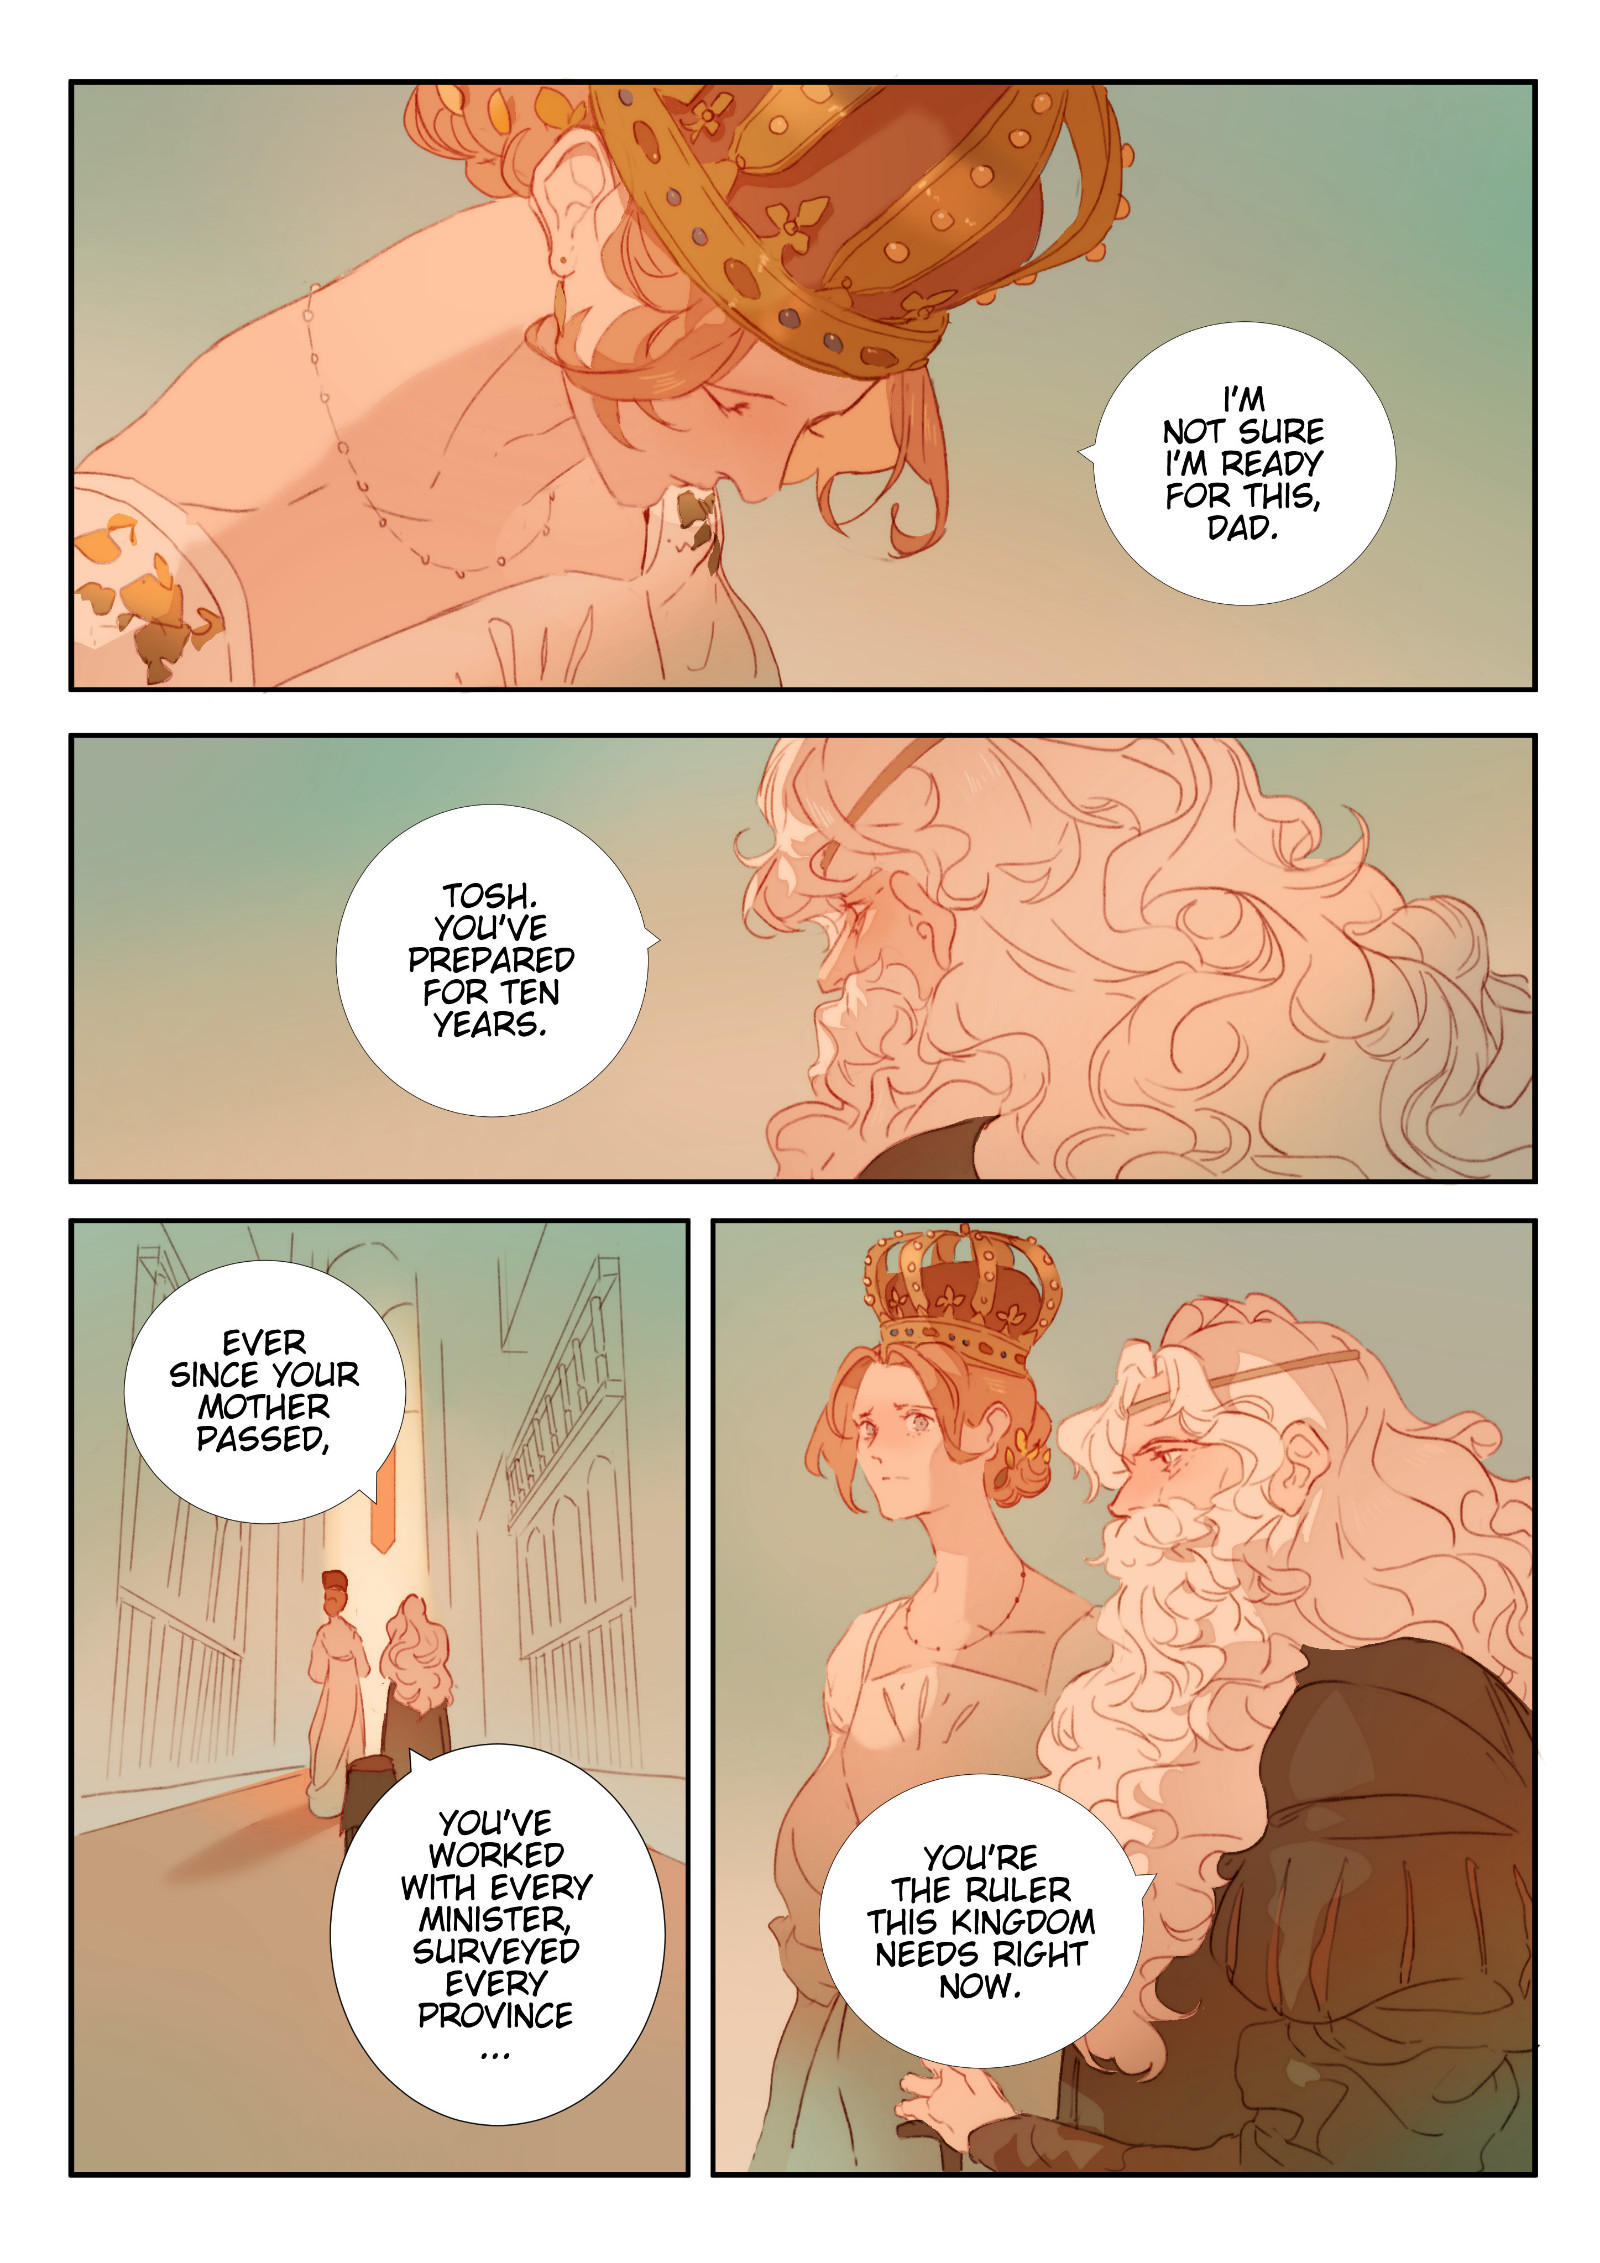 I'M
NOT SURE
I'M READY
FOR THIS,
DAD.
TOSH.
YOU'VE
PREPARED
FOR TEN
YEARS.
EVER
SINCE YOUR
MOTHER
PASSED,
YOU'VE
WORKED
WITH EVERY
MINISTER,
SURVEYED
EVERY
PROVINCE
...
YOU'RE
THE RULER
THIS KINGDOM
NEEDS RIGHT
NOW.